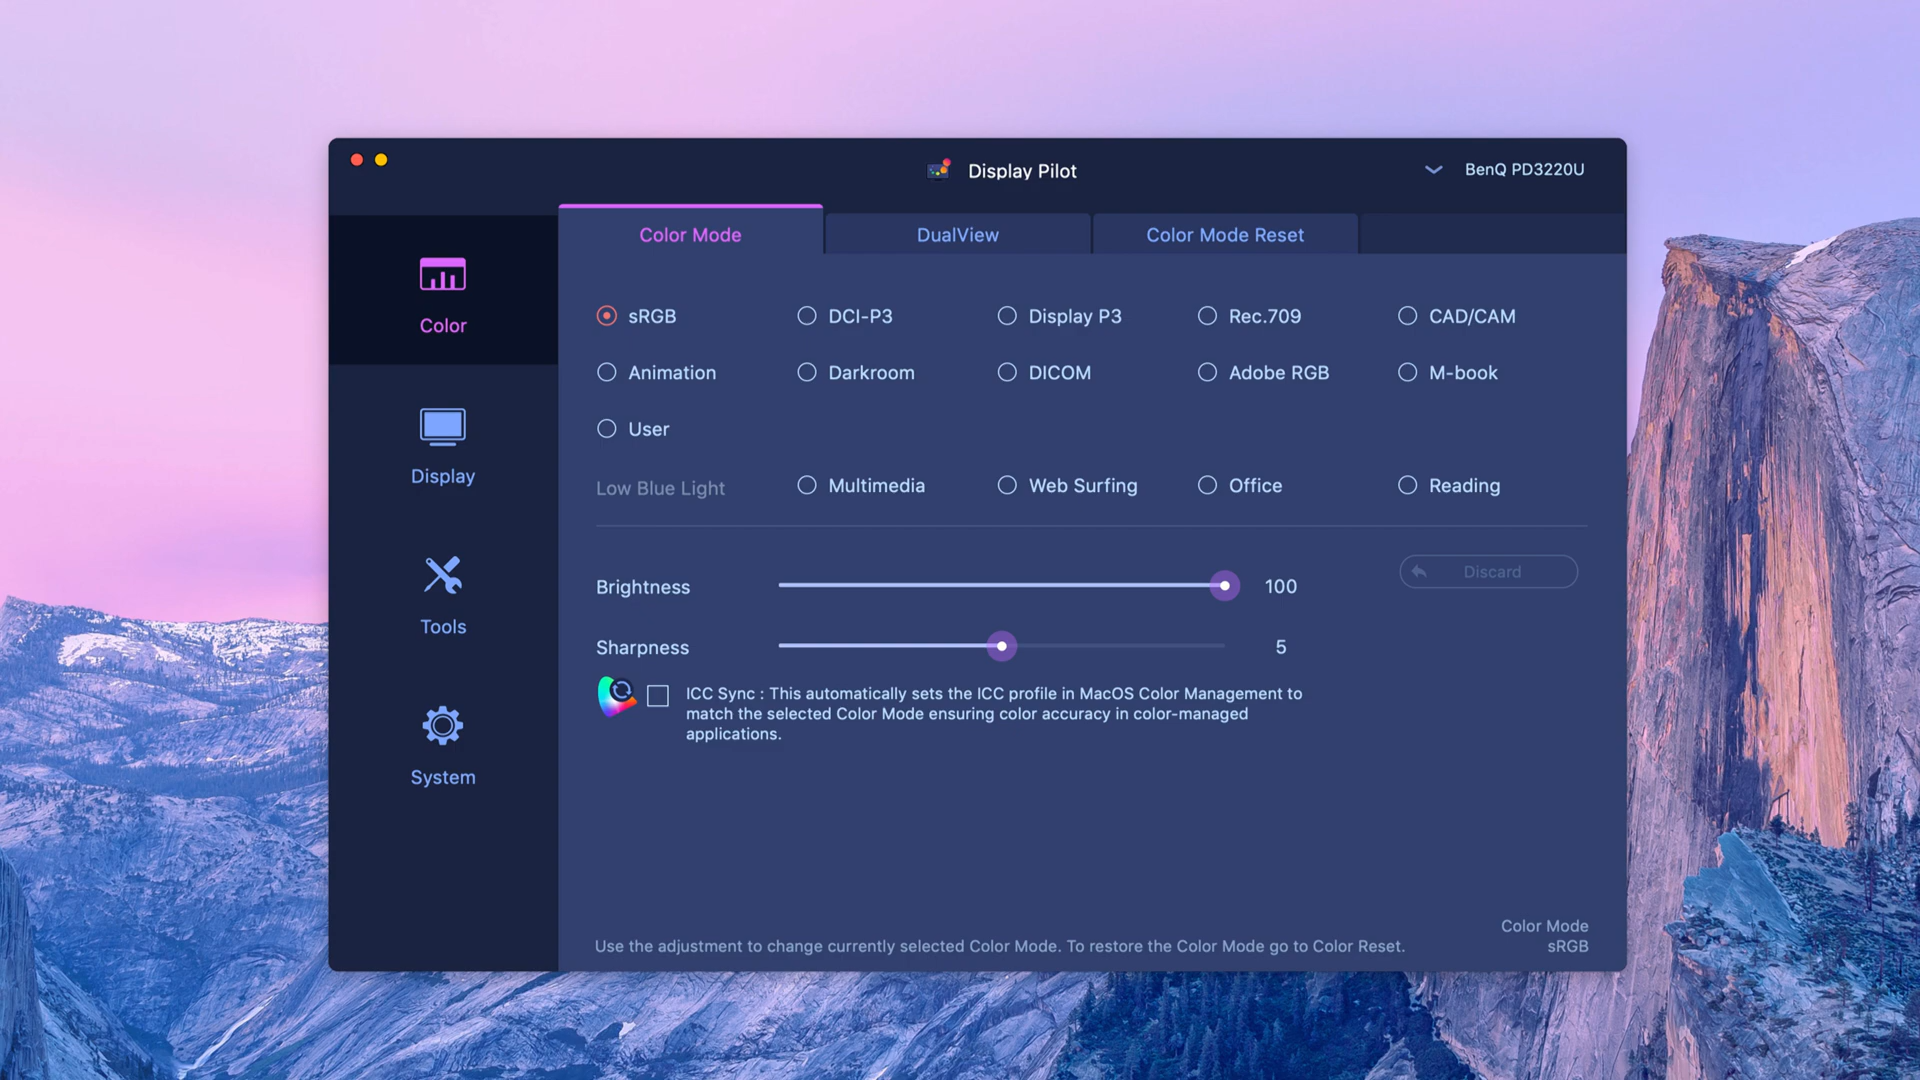 Display Pilot
BenQ PD3220U
Color Mode
DualView
Color Mode Reset
Color
Display
Tools
System
sRGB
DCI-P3
Display P3
Rec.709
CAD/CAM
Animation
Darkroom
DICOM
Adobe RGB
M-book
User
Low Blue Light
Multimedia
Web Surfing
Office
Reading
Brightness
100
Discard
Sharpness
5
ICC Sync : This automatically sets the ICC profile in MacOS Color Management to
match the selected Color Mode ensuring color accuracy in color-managed
applications.
Use the adjustment to change currently selected Color Mode. To restore the Color Mode go to Color Reset.
Color Mode
sRGB